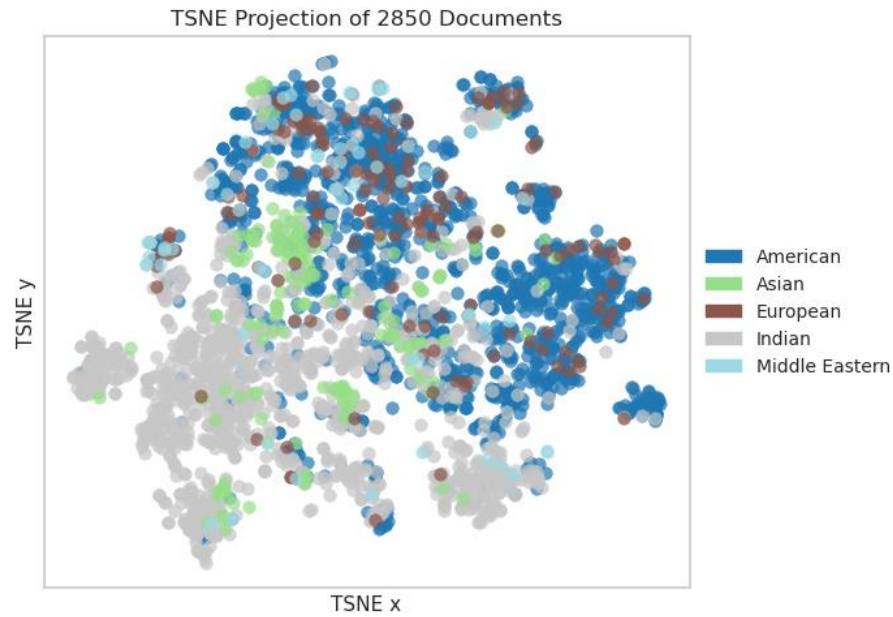 TSNE Projection of 2850 Documents
TSNE y
American
Asian
European
Indian
Middle Eastern
TSNE x